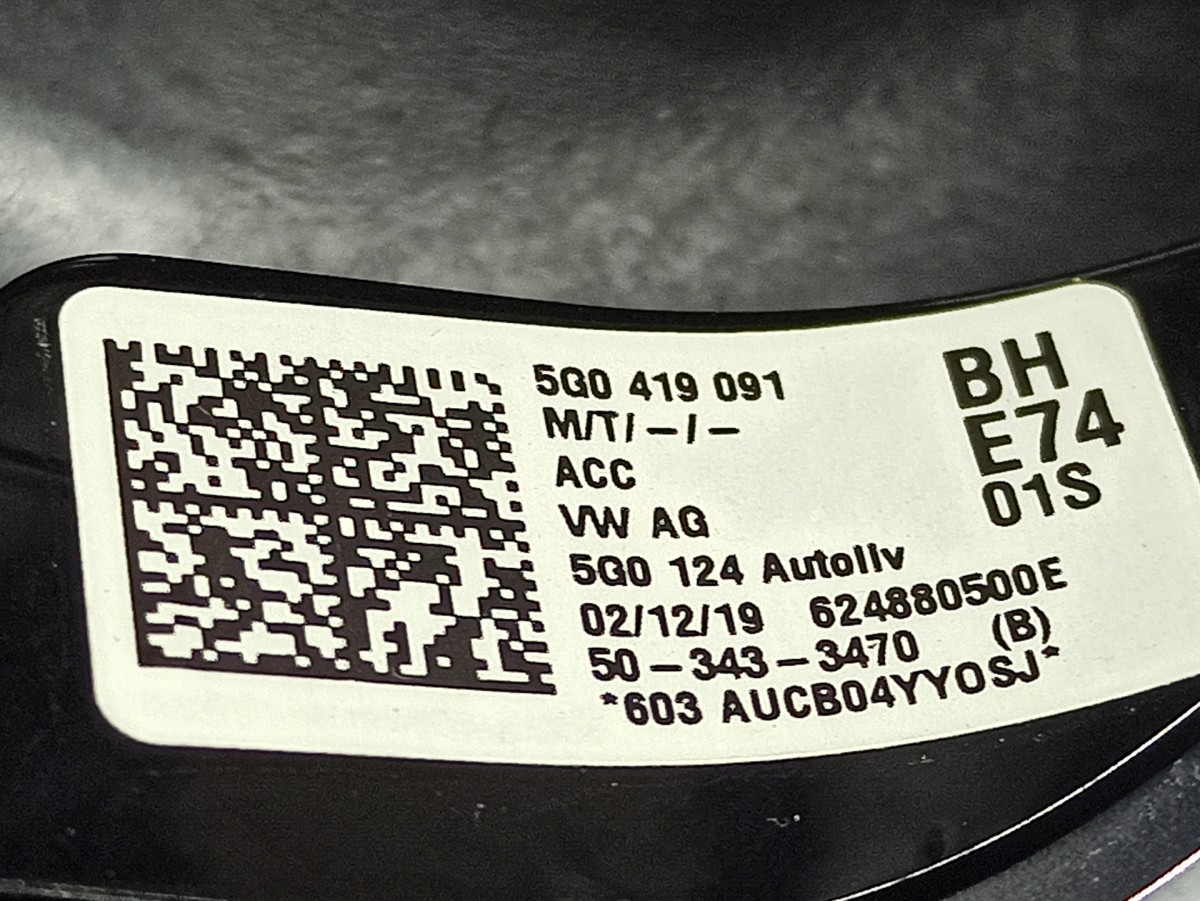 5G0 419 091
M/T/-/-
ACC
VW AG
5G0 124 Autoliv
02/12/19 624880500E
50-343-3470 (B)
*603 AUCB04YYOSJ*
BH
E74
01S